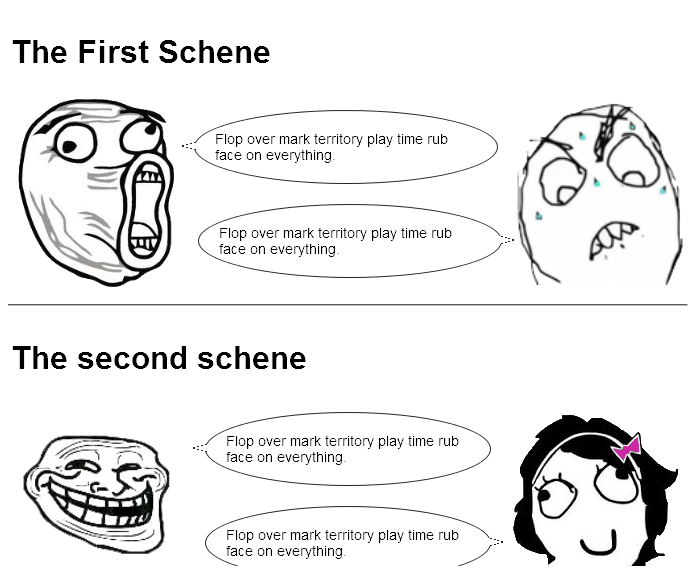 The First Schene
Flop over mark territory play time rub
face on everything.
Flop over mark territory play time rub
face on everything.
The second schene
Flop over mark territory play time rub
face on everything.
Flop over mark territory play time rub
face on everything.